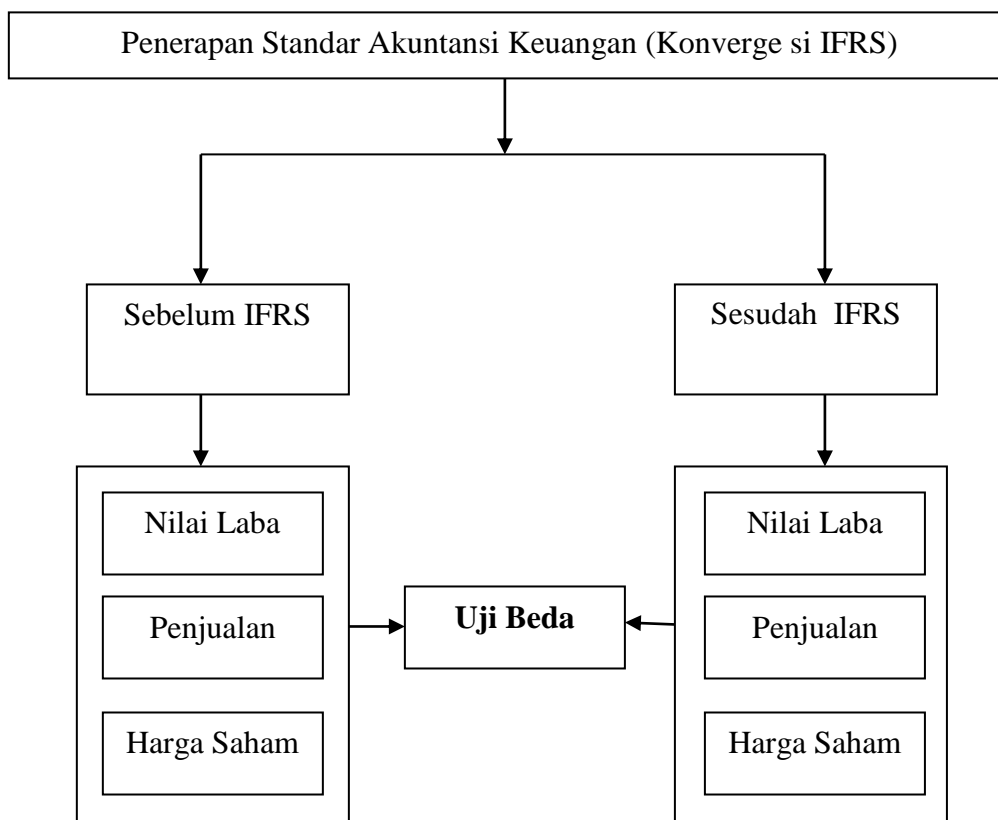 Penerapan Standar Akuntansi Keuangan (Konverge si IFRS)
Sebelum IFRS
Sesudah IFRS
Nilai Laba
Nilai Laba
Penjualan
Uji Beda
Penjualan
Harga Saham
Harga Saham